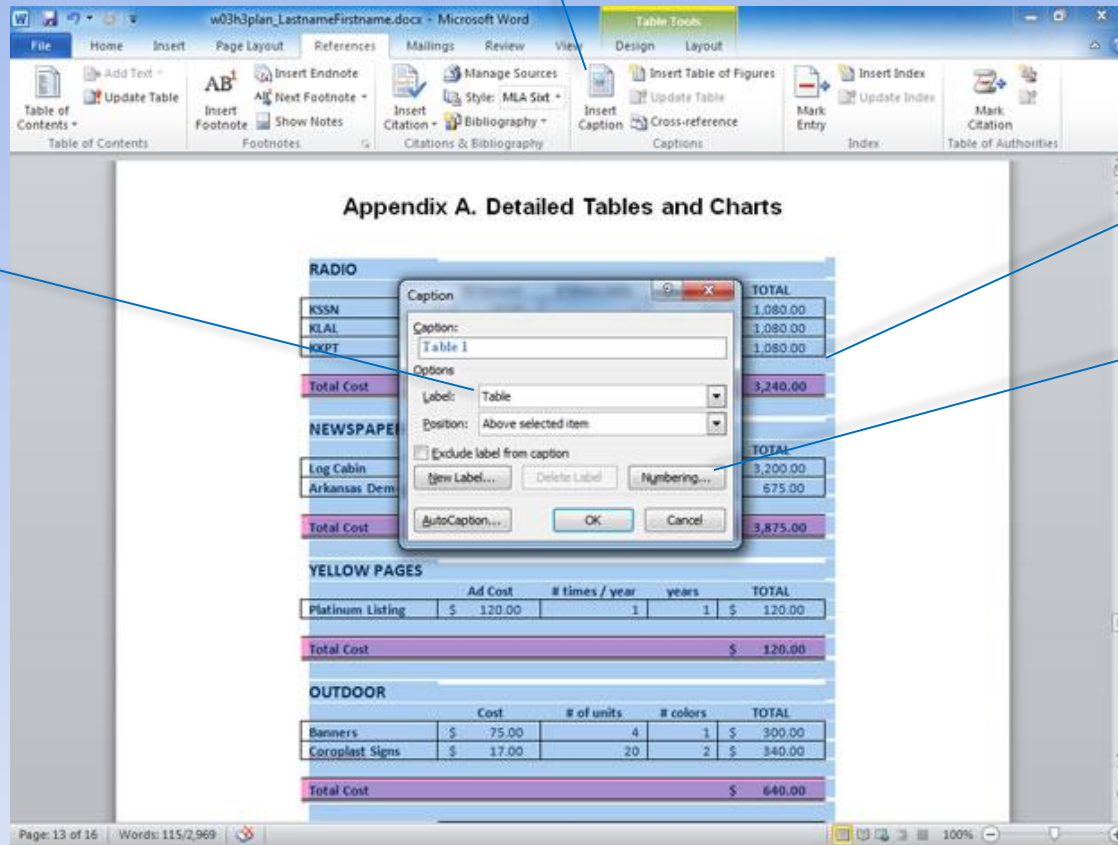 w03h3plan_LastnameFirstname.docx - Microsoft Word
Table Tools
File Home Insert Page Layout References Mailings Review View Design Layout
Table of Contents
Add Text
Update Table
Table of Contents
AB¹ Insert Footnote
Insert Endnote
Next Footnote
Show Notes
Footnotes
Insert Citation
Manage Sources
Style: MLA Sixt
Bibliography
Citations & Bibliography
Insert Caption
Insert Table of Figures
Update Table
Cross-reference
Captions
Mark Entry
Insert Index
Update Index
Index
Mark Citation
Table of Authorities
Appendix A. Detailed Tables and Charts
RADIO
TOTAL
KSSN 1,080.00
KLAL 1,080.00
KKPT 1,080.00
Total Cost 3,240.00
NEWSPAPE
TOTAL
Log Cabin 3,200.00
Arkansas Dem 675.00
Total Cost 3,875.00
Caption
Caption:
Table 1
Options
Label: Table
Position: Above selected item
Exclude label from caption
New Label... Delete Label Numbering...
AutoCaption... OK Cancel
YELLOW PAGES
Ad Cost # times / year years TOTAL
Platinum Listing $ 120.00 1 1 $ 120.00
Total Cost $ 120.00
OUTDOOR
Cost # of units # colors TOTAL
Banners $ 75.00 4 1 $ 300.00
Coroplast Signs $ 17.00 20 2 $ 340.00
Total Cost $ 640.00
Page: 13 of 16 Words: 115/2,969 100%